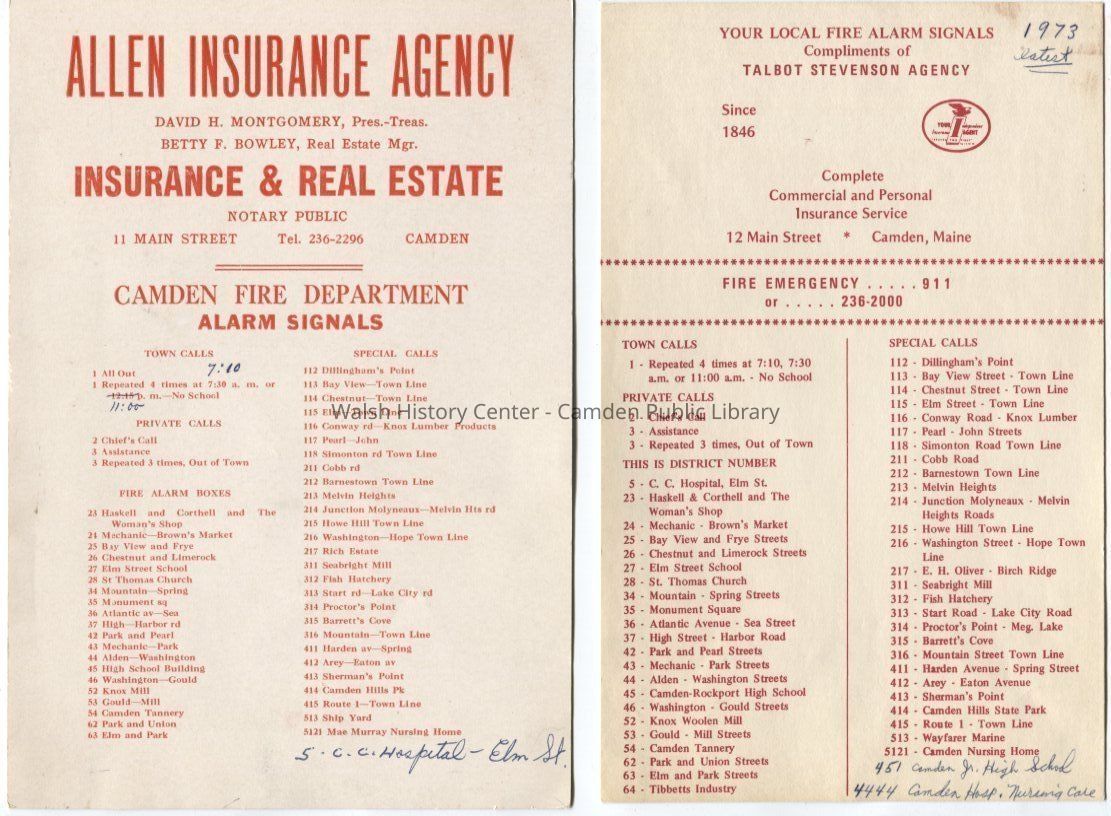 ALLEN INSURANCE AGENCY
DAVID H. MONTGOMERY, Pres.-Treas.
BETTY F. BOWLEY, Real Estate Mgr.
INSURANCE & REAL ESTATE
NOTARY PUBLIC
11 MAIN STREET Tel. 236-2296 CAMDEN
CAMDEN FIRE DEPARTMENT
ALARM SIGNALS
TOWN CALLS
1 All Out 7:10
1 Repeated 4 times at 7:30 a. m. or
12:15 p. m.—No School
11:00
PRIVATE CALLS
2 Chief's Call
3 Assistance
3 Repeated 3 times, Out of Town
FIRE ALARM BOXES
23 Haskell and Corthell and The
Woman's Shop
24 Mechanic—Brown's Market
25 Bay View and Frye
26 Chestnut and Limerock
27 Elm Street School
28 St Thomas Church
34 Mountain—Spring
35 Monument sq
36 Atlantic av—Sea
37 High—Harbor rd
42 Park and Pearl
43 Mechanic—Park
44 Alden—Washington
45 High School Building
46 Washington—Gould
52 Knox Mill
53 Gould—Mill
54 Camden Tannery
62 Park and Union
63 Elm and Park
SPECIAL CALLS
112 Dillingham's Point
113 Bay View—Town Line
114 Chestnut—Town Line
115 Elm—Town Line
116 Conway rd—Knox Lumber Products
117 Pearl—John
118 Simonton rd Town Line
211 Cobb rd
212 Barnestown Town Line
213 Melvin Heights
214 Junction Molyneaux—Melvin Hts rd
215 Howe Hill Town Line
216 Washington—Hope Town Line
217 Rich Estate
311 Seabright Mill
312 Fish Hatchery
313 Start rd—Lake City rd
314 Proctor's Point
315 Barrett's Cove
316 Mountain—Town Line
411 Harden av—Spring
412 Arey—Eaton av
413 Sherman's Point
414 Camden Hills Pk
415 Route 1—Town Line
513 Ship Yard
5121 Mae Murray Nursing Home
5 - C. C. Hospital - Elm St.
Walsh History Center - Camden Public Library
1973
latest
YOUR LOCAL FIRE ALARM SIGNALS
Compliments of
TALBOT STEVENSON AGENCY
Since
1846
YOUR Independent
Insurance AGENT
Complete
Commercial and Personal
Insurance Service
12 Main Street * Camden, Maine
FIRE EMERGENCY . . . . . 911
or . . . . . 236-2000
TOWN CALLS
1 - Repeated 4 times at 7:10, 7:30
a.m. or 11:00 a.m. - No School
PRIVATE CALLS
2 - Chief's Call
3 - Assistance
3 - Repeated 3 times, Out of Town
THIS IS DISTRICT NUMBER
5 - C. C. Hospital, Elm St.
23 - Haskell & Corthell and The
Woman's Shop
24 - Mechanic - Brown's Market
25 - Bay View and Frye Streets
26 - Chestnut and Limerock Streets
27 - Elm Street School
28 - St. Thomas Church
34 - Mountain - Spring Streets
35 - Monument Square
36 - Atlantic Avenue - Sea Street
37 - High Street - Harbor Road
42 - Park and Pearl Streets
43 - Mechanic - Park Streets
44 - Alden - Washington Streets
45 - Camden-Rockport High School
46 - Washington - Gould Streets
52 - Knox Woolen Mill
53 - Gould - Mill Streets
54 - Camden Tannery
62 - Park and Union Streets
63 - Elm and Park Streets
64 - Tibbetts Industry
SPECIAL CALLS
112 - Dillingham's Point
113 - Bay View Street - Town Line
114 - Chestnut Street - Town Line
115 - Elm Street - Town Line
116 - Conway Road - Knox Lumber
117 - Pearl - John Streets
118 - Simonton Road Town Line
211 - Cobb Road
212 - Barnestown Town Line
213 - Melvin Heights
214 - Junction Molyneaux - Melvin
Heights Roads
215 - Howe Hill Town Line
216 - Washington Street - Hope Town
Line
217 - E. H. Oliver - Birch Ridge
311 - Seabright Mill
312 - Fish Hatchery
313 - Start Road - Lake City Road
314 - Proctor's Point - Meg. Lake
315 - Barrett's Cove
316 - Mountain Street Town Line
411 - Harden Avenue - Spring Street
412 - Arey - Eaton Avenue
413 - Sherman's Point
414 - Camden Hills State Park
415 - Route 1 - Town Line
513 - Wayfarer Marine
5121 - Camden Nursing Home
451 Camden Jr. High School
4444 Camden Hosp. Nursing Care